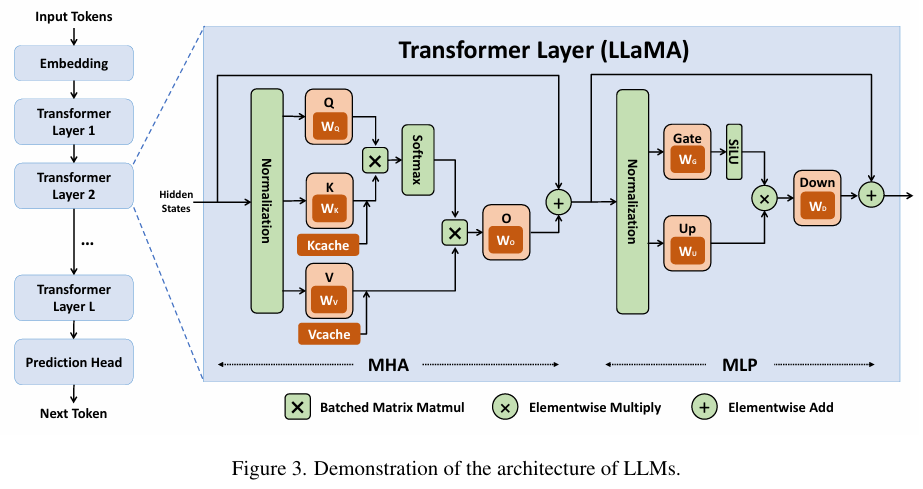 Input Tokens
Embedding
Transformer
Layer 1
Transformer
Layer 2
...
Transformer
Layer L
Prediction Head
Next Token
Transformer Layer (LLaMA)
Hidden
States
Normalization
Q
W_Q
K
W_K
Kcache
V
W_V
Vcache
Softmax
O
W_O
Normalization
Gate
W_G
SiLU
Up
W_U
Down
W_D
MHA
MLP
Batched Matrix Matmul
Elementwise Multiply
Elementwise Add
Figure 3. Demonstration of the architecture of LLMs.